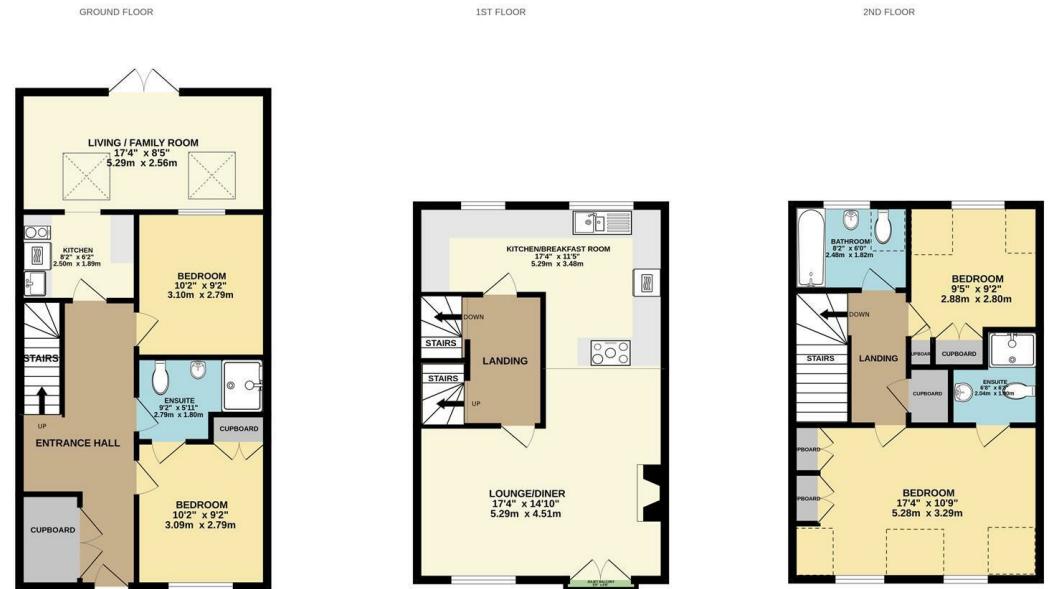 GROUND FLOOR
1ST FLOOR
2ND FLOOR
LIVING / FAMILY ROOM
17'4" x 8'5"
5.29m x 2.56m
KITCHEN
8'2" x 6'2"
2.50m x 1.89m
BEDROOM
10'2" x 9'2"
3.10m x 2.79m
STAIRS
UP
ENSUITE
9'2" x 5'11"
2.79m x 1.80m
CUPBOARD
ENTRANCE HALL
BEDROOM
10'2" x 9'2"
3.09m x 2.79m
CUPBOARD
KITCHEN/BREAKFAST ROOM
17'4" x 11'5"
5.29m x 3.48m
DOWN
STAIRS
LANDING
STAIRS
UP
LOUNGE/DINER
17'4" x 14'10"
5.29m x 4.51m
BATHROOM
8'2" x 6'0"
2.48m x 1.82m
BEDROOM
9'5" x 9'2"
2.88m x 2.80m
DOWN
STAIRS
LANDING
UPBOAR
CUPBOARD
CUPBOARD
ENSUITE
2.04m
UPBOARD
UPBOARD
BEDROOM
17'4" x 10'9"
5.28m x 3.29m